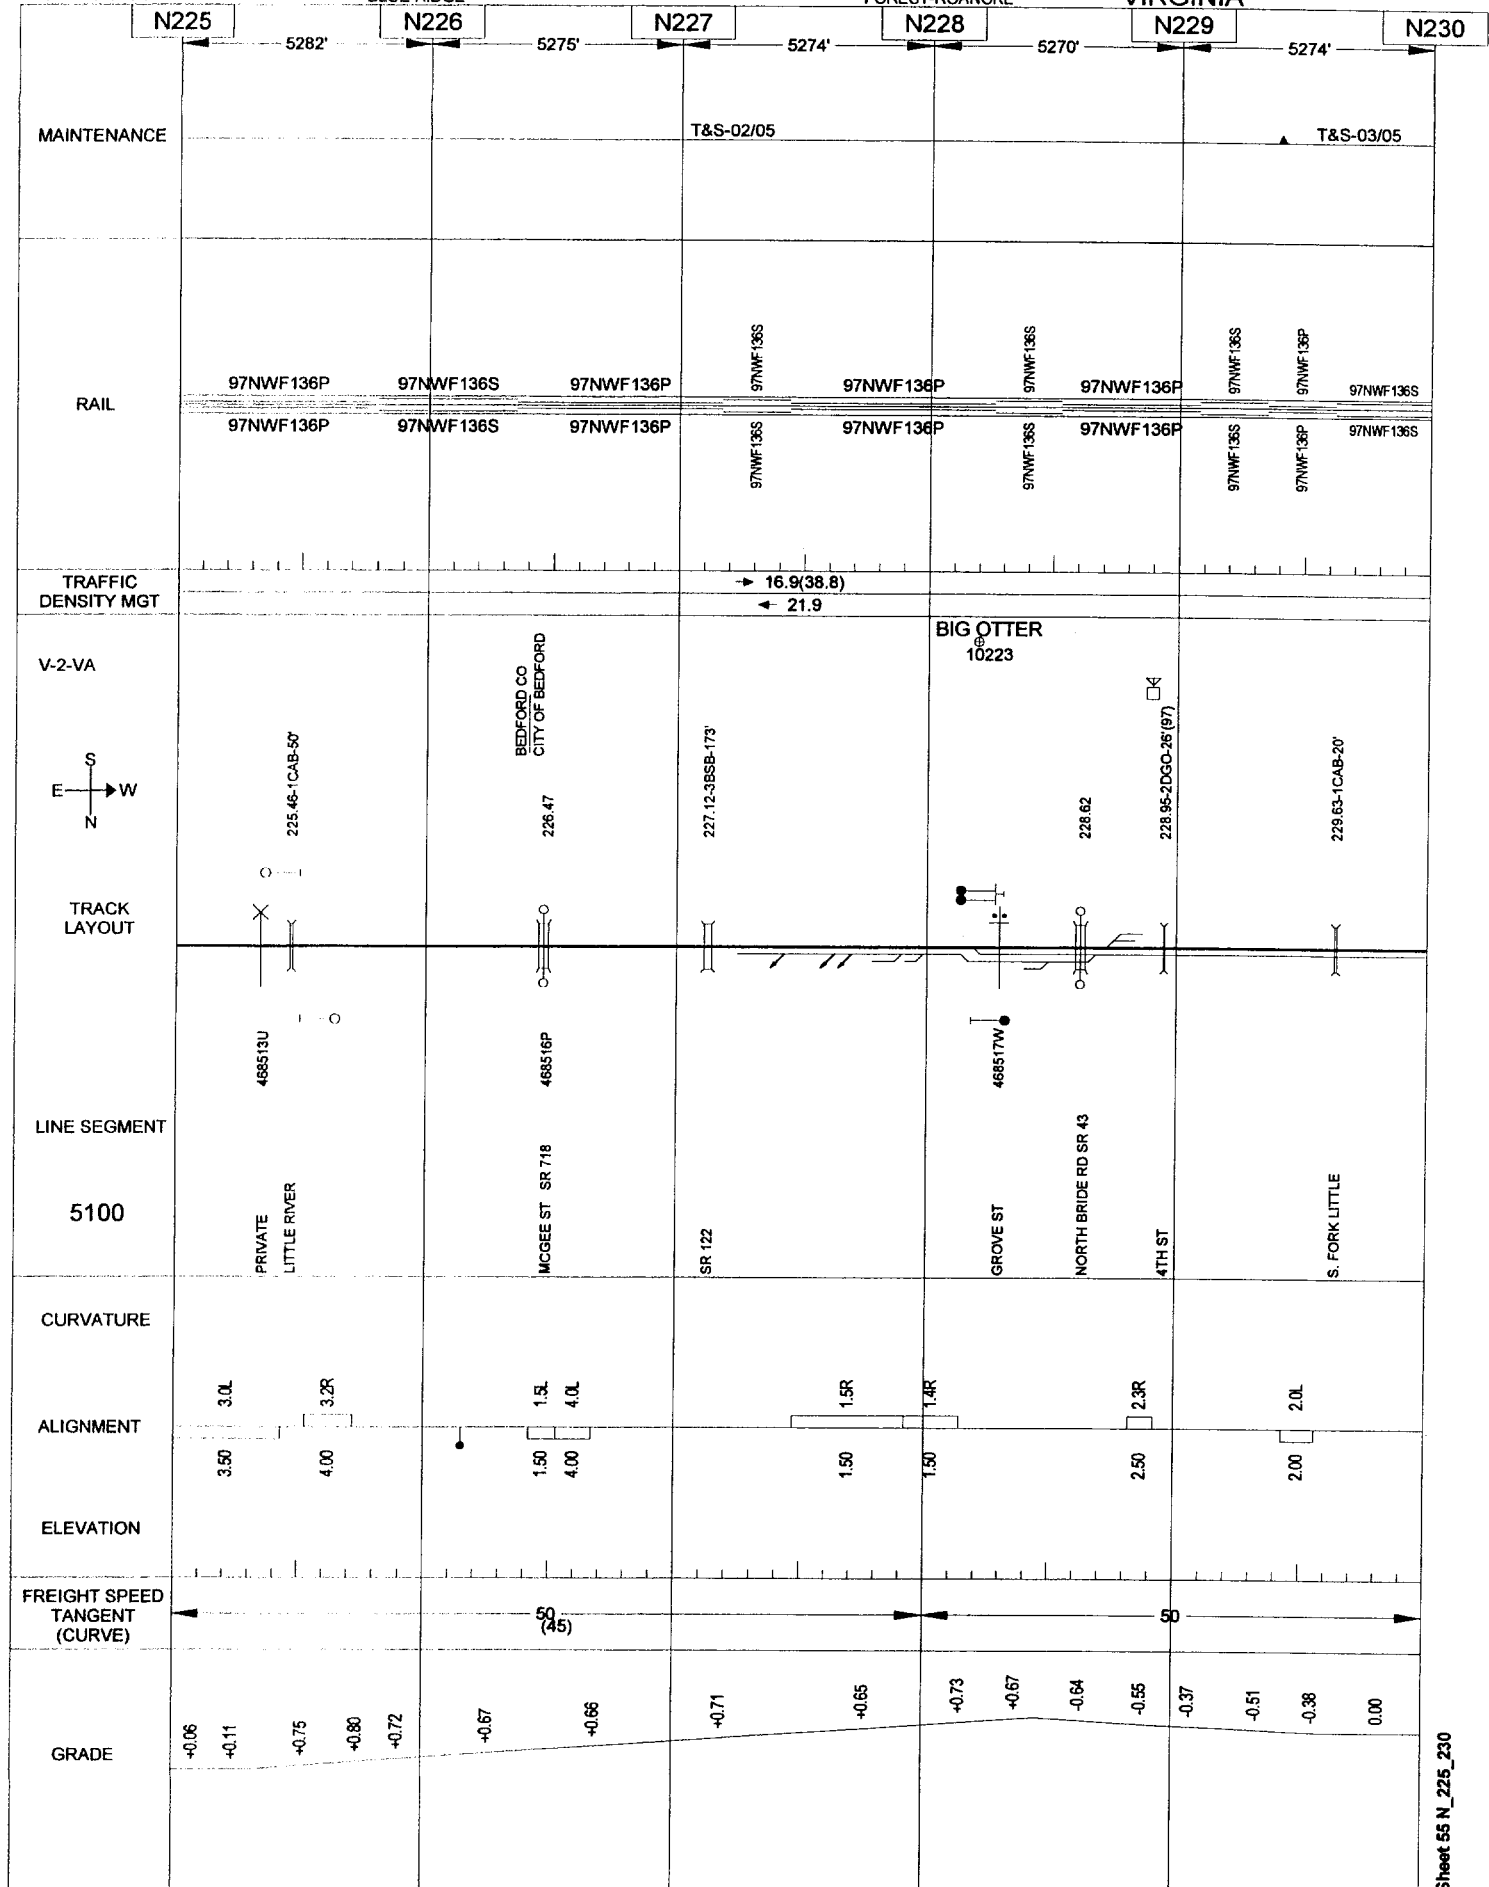 BLUE RIDGE FOREST-ROANOKE VIRGINIA
N225 N226 N227 N228 N229 N230
5282' 5275' 5274' 5270' 5274'
MAINTENANCE
T&S-02/05 T&S-03/05
RAIL
97NWF136P 97NWF136S 97NWF136P 97NWF136S 97NWF136P 97NWF136S 97NWF136P 97NWF136S 97NWF136P 97NWF136S
97NWF136P 97NWF136S 97NWF136P 97NWF136S 97NWF136P 97NWF136S 97NWF136P 97NWF136S 97NWF136P 97NWF136S
TRAFFIC
DENSITY MGT
16.9(38.8)
21.9
V-2-VA
BEDFORD CO
CITY OF BEDFORD
BIG OTTER
10223
S
E W
N
225.46-1CAB-50'
226.47
227.12-3BSB-173'
228.62
228.95-2DGO-26'(97)
229.63-1CAB-20'
TRACK
LAYOUT
468513U
468516P
468517W
LINE SEGMENT
5100
PRIVATE
LITTLE RIVER
MCGEE ST SR 718
SR 122
GROVE ST
NORTH BRIDE RD SR 43
4TH ST
S. FORK LITTLE
CURVATURE
3.0L 3.2R 1.5L 4.0L 1.5R 1.4R 2.3R 2.0L
ALIGNMENT
3.50 4.00 1.50 4.00 1.50 1.50 2.50 2.00
ELEVATION
FREIGHT SPEED
TANGENT
(CURVE)
50
(45)
50
GRADE
+0.06 +0.11 +0.75 +0.80 +0.72 +0.67 +0.66 +0.71 +0.65 +0.73 +0.67 -0.64 -0.55 -0.37 -0.51 -0.38 0.00
Sheet 55 N_225_230